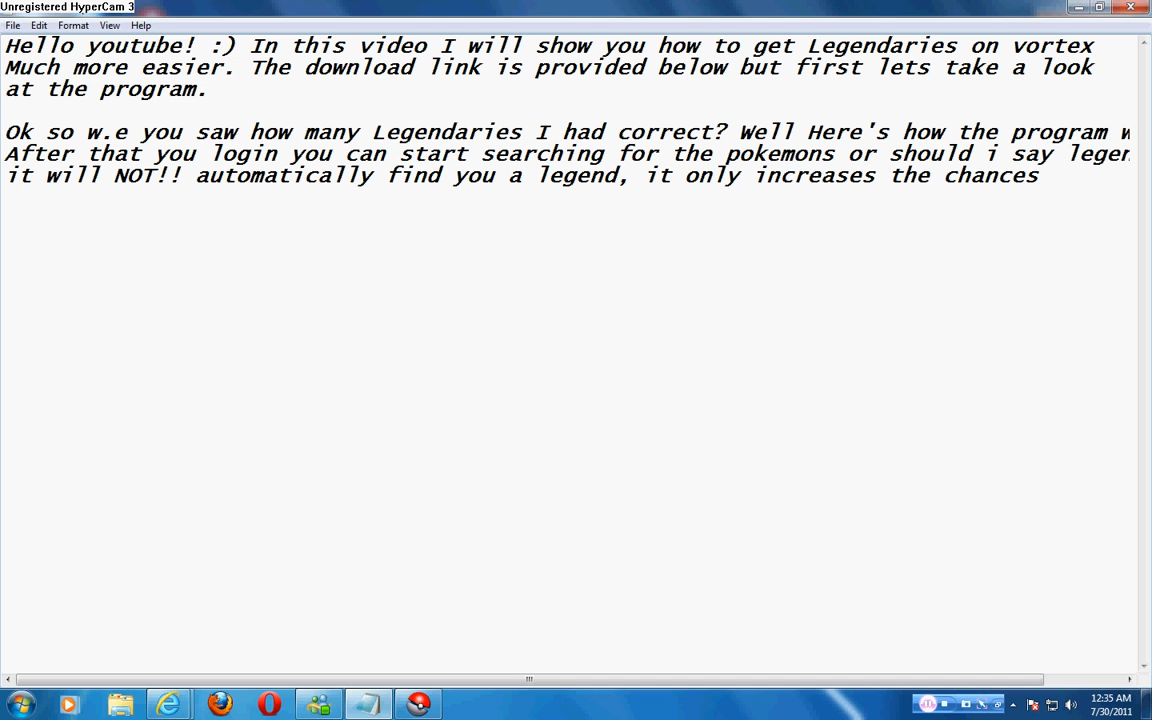 Unregistered HyperCam 3
File Edit Format View Help
Hello youtube! :) In this video I will show you how to get Legendaries on vortex
Much more easier. The download link is provided below but first lets take a look
at the program.
Ok so w.e you saw how many Legendaries I had correct? Well Here's how the program
After that you login you can start searching for the pokemons or should i say
it will NOT!! automatically find you a legend, it only increases the chances
12:35 AM
7/30/2011